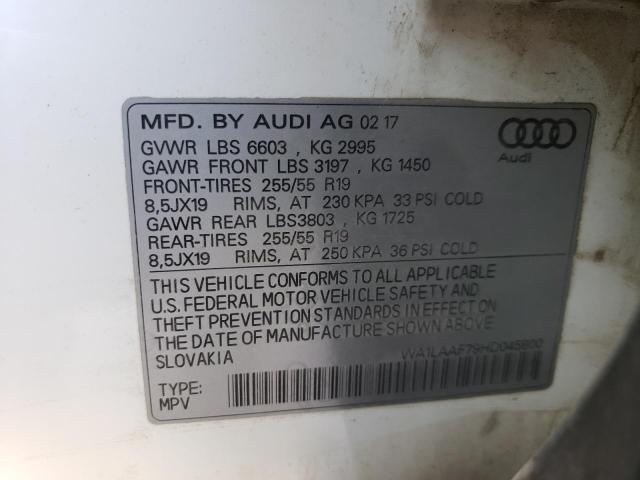 MFD. BY AUDI AG 02 17
GVWR LBS 6603 , KG 2995
GAWR FRONT LBS 3197 , KG 1450
FRONT-TIRES 255/55 R19
8,5JX19 RIMS, AT 230 KPA 33 PSI COLD
GAWR REAR LBS3803 , KG 1725
REAR-TIRES 255/55 R19
8,5JX19 RIMS, AT 250 KPA 36 PSI COLD
Audi
THIS VEHICLE CONFORMS TO ALL APPLICABLE
U.S. FEDERAL MOTOR VEHICLE SAFETY AND
THEFT PREVENTION STANDARDS IN EFFECT ON
THE DATE OF MANUFACTURE SHOWN ABOVE.
SLOVAKIA
WA1LAAF79HD045800
TYPE:
MPV